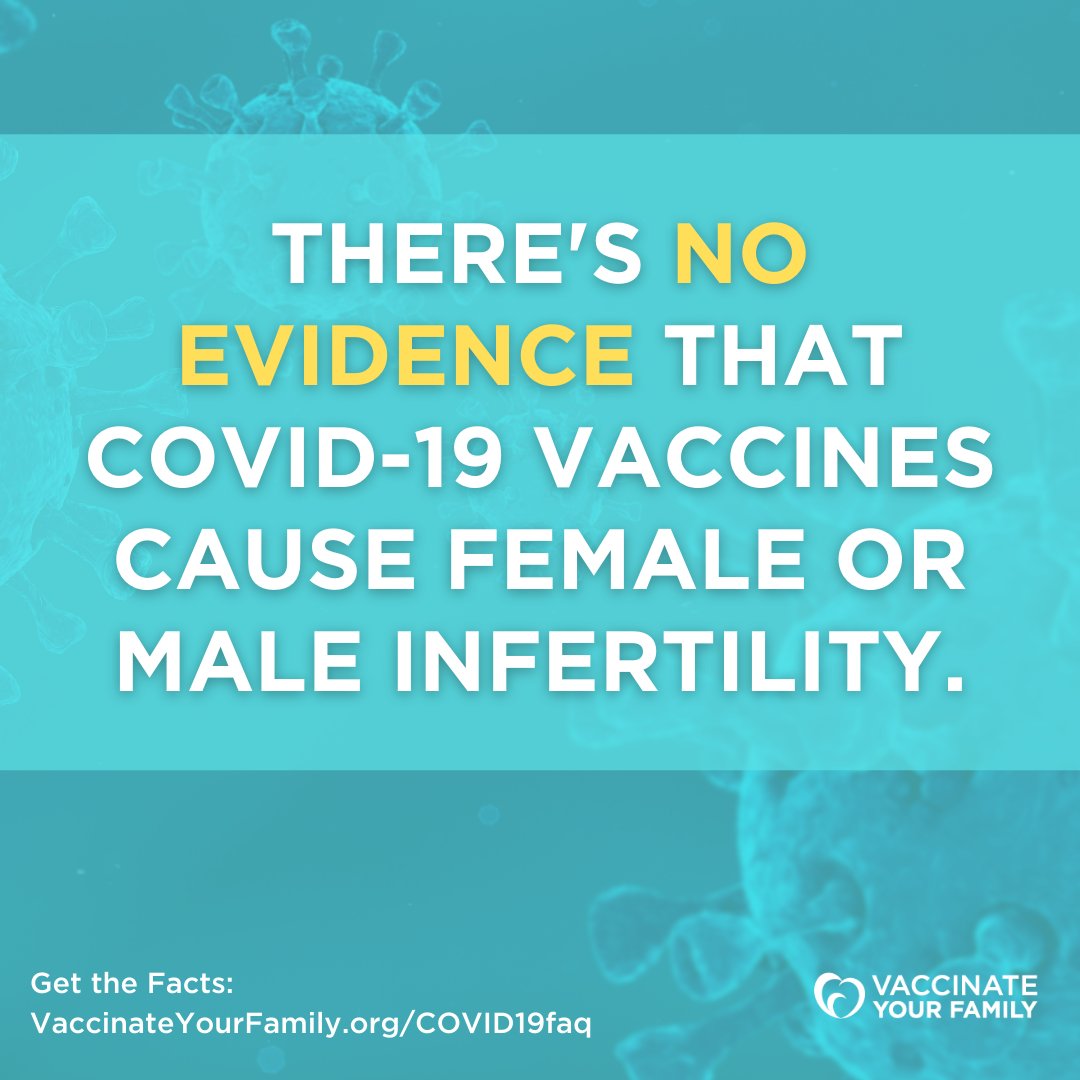 THERE'S NO
EVIDENCE THAT
COVID-19 VACCINES
CAUSE FEMALE OR
MALE INFERTILITY.
Get the Facts:
VaccinateYourFamily.org/COVID19faq
VACCINATE
YOUR FAMILY